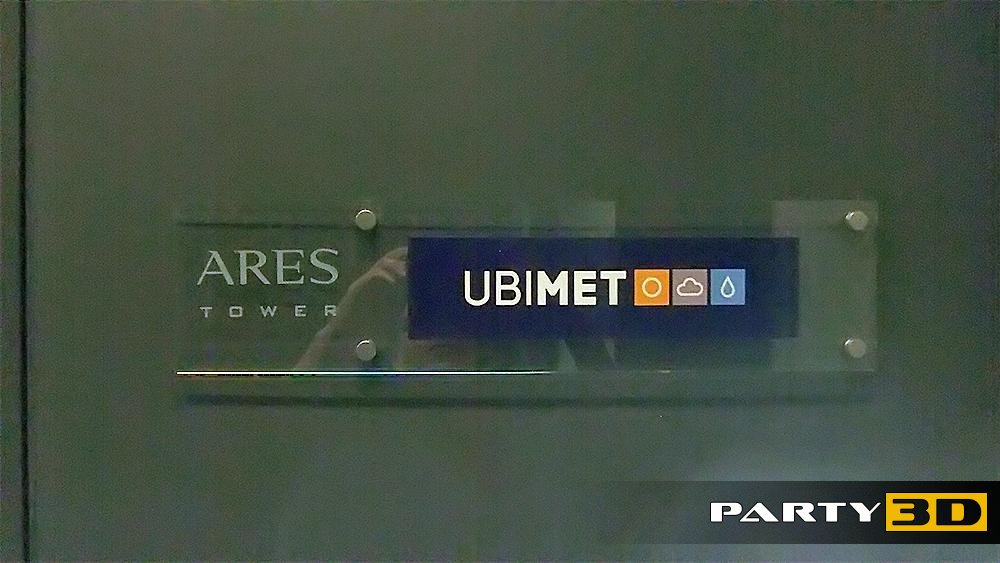 ARES
TOWER
UBIMET
PARTY3D